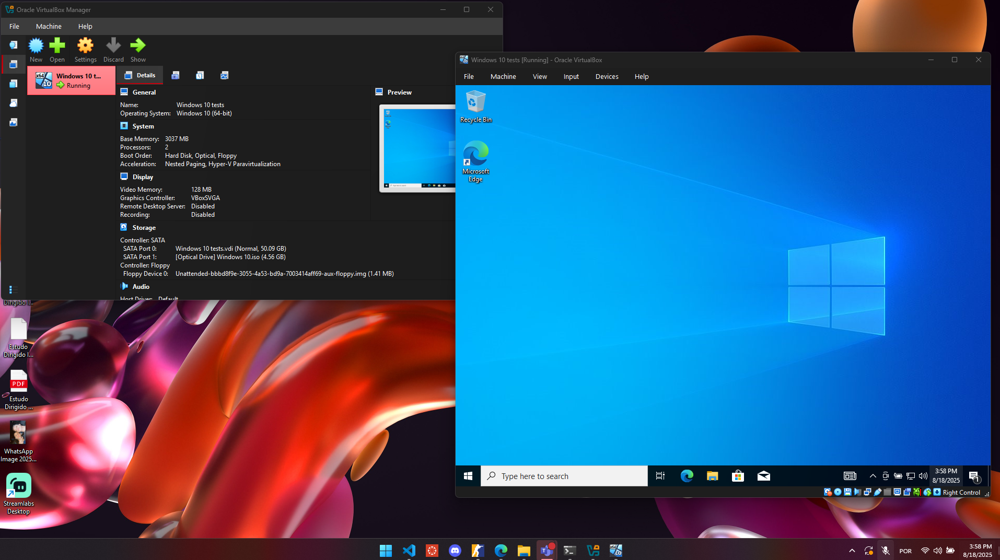 Oracle VirtualBox Manager
File Machine Help
New Open Settings Discard Show
Windows 10 t...
Running
Details
General
Name: Windows 10 tests
Operating System: Windows 10 (64-bit)
System
Base Memory: 3037 MB
Processors: 2
Boot Order: Hard Disk, Optical, Floppy
Acceleration: Nested Paging, Hyper-V Paravirtualization
Display
Video Memory: 128 MB
Graphics Controller: VBoxSVGA
Remote Desktop Server: Disabled
Recording: Disabled
Storage
Controller: SATA
SATA Port 0: Windows 10 tests.vdi (Normal, 50.09 GB)
SATA Port 1: [Optical Drive] Windows 10.iso (4.56 GB)
Controller: Floppy
Floppy Device 0: Unattended-bbbd8f9e-3055-4a53-bd9a-7003414aff69-aux-floppy.img (1.41 MB)
Audio
Host Driver: Default
Preview
Windows 10 tests [Running] - Oracle VirtualBox
File Machine View Input Devices Help
Recycle Bin
Microsoft
Edge
Type here to search
3:58 PM
8/18/2025
1
Right Control
Dirigido I...
Estudo
Dirigido I...
PDF
Estudo
Dirigido ...
WhatsApp
Image 2025...
Streamlabs
Desktop
POR
3:58 PM
8/18/2025